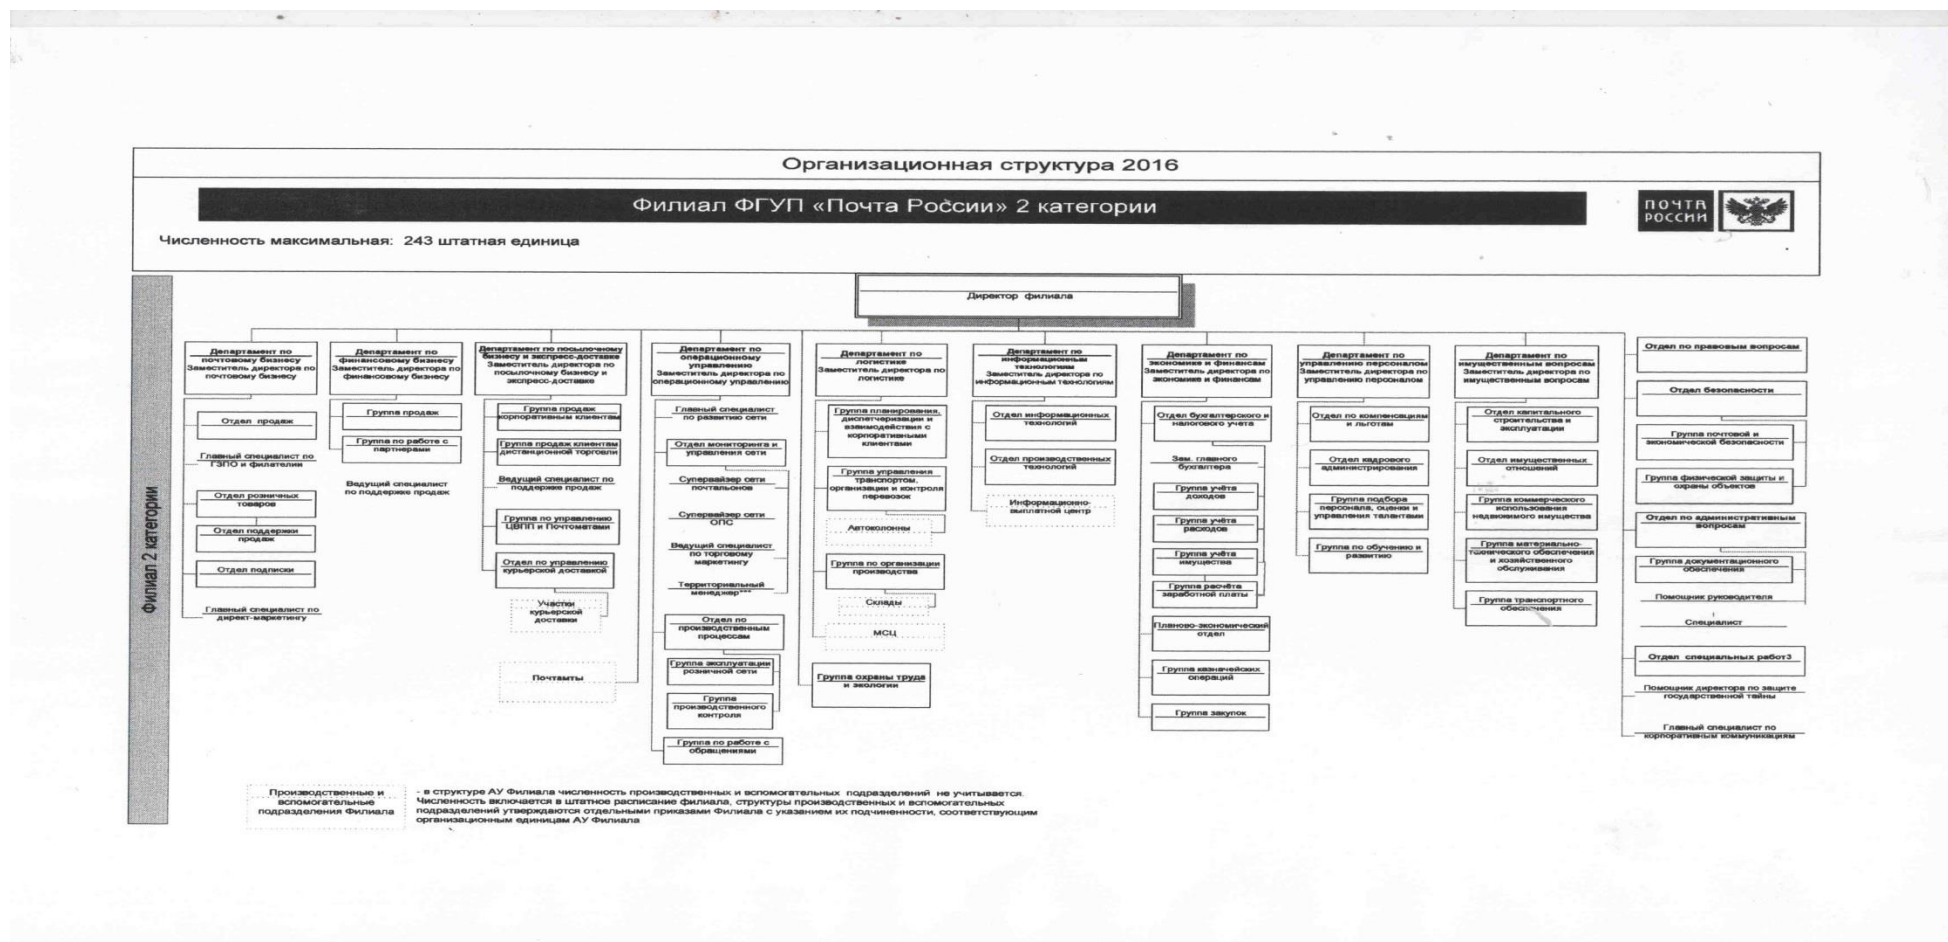 Организационная структура 2016
Филиал ФГУП «Почта России» 2 категории
ПОЧТА
РОССИИ
Численность максимальная: 243 штатная единица
Филиал 2 категории
Директор филиала
Департамент по
почтовому бизнесу
Заместитель директора по
почтовому бизнесу
Отдел продаж
Главный специалист по
ГЗПО и филателии
Отдел розничных
товаров
Отдел поддержки
продаж
Отдел подписки
Главный специалист по
директ-маркетингу
Департамент по
финансовому бизнесу
Заместитель директора по
финансовому бизнесу
Группа продаж
Группа по работе с
партнерами
Ведущий специалист
по поддержке продаж
Департамент по посылочному
бизнесу и экспресс-доставке
Заместитель директора по
посылочному бизнесу и
экспресс-доставке
Группа продаж
корпоративным клиентам
Группа продаж клиентам
дистанционной торговли
Ведущий специалист по
поддержке продаж
Группа по управлению
ЦВПП и Почтоматами
Отдел по управлению
курьерской доставкой
Участки
курьерской
доставки
Почтамты
Департамент по
операционному
управлению
Заместитель директора по
операционному управлению
Главный специалист
по развитию сети
Отдел мониторинга и
управления сети
Супервайзер сети
почтальонов
Супервайзер сети
ОПС
Ведущий специалист
по торговому
маркетингу
Территориальный
менеджер***
Отдел по
производственным
процессам
Группа эксплуатации
розничной сети
Группа
производственного
контроля
Группа по работе с
обращениями
Департамент по
логистике
Заместитель директора по
логистике
Группа планирования,
диспетчеризации и
взаимодействия с
корпоративными
клиентами
Группа управления
транспортом,
организации и контроля
перевозок
Автоколонны
Группа по организации
производства
Склады
МСЦ
Группа охраны труда
и экологии
Департамент по
информационным
технологиям
Заместитель директора по
информационным технологиям
Отдел информационных
технологий
Отдел производственных
технологий
Информационно-
выплатной центр
Департамент по
экономике и финансам
Заместитель директора по
экономике и финансам
Отдел бухгалтерского и
налогового учета
Зам. главного
бухгалтера
Группа учёта
доходов
Группа учёта
расходов
Группа учёта
имущества
Группа расчёта
заработной платы
Планово-экономический
отдел
Группа казначейских
операций
Группа закупок
Департамент по
управлению персоналом
Заместитель директора по
управлению персоналом
Отдел по компенсациям
и льготам
Отдел кадрового
администрирования
Группа подбора
персонала, оценки и
управления талантами
Группа по обучению и
развитию
Департамент по
имущественным вопросам
Заместитель директора по
имущественным вопросам
Отдел капитального
строительства и
эксплуатации
Отдел имущественных
отношений
Группа коммерческого
использования
недвижимого имущества
Группа материально-
технического обеспечения
и хозяйственного
обслуживания
Группа транспортного
обеспечения
Отдел по правовым вопросам
Отдел безопасности
Группа почтовой и
экономической безопасности
Группа физической защиты и
охраны объектов
Отдел по административным
вопросам
Группа документационного
обеспечения
Помощник руководителя
Специалист
Отдел специальных работ3
Помощник директора по защите
государственной тайны
Главный специалист по
корпоративным коммуникациям
Производственные и
вспомогательные
подразделения Филиала
- в структуре АУ Филиала численность производственных и вспомогательных подразделений не учитывается.
Численность включается в штатное расписание филиала, структуры производственных и вспомогательных
подразделений утверждаются отдельными приказами Филиала с указанием их подчиненности, соответствующим
организационным единицам АУ Филиала